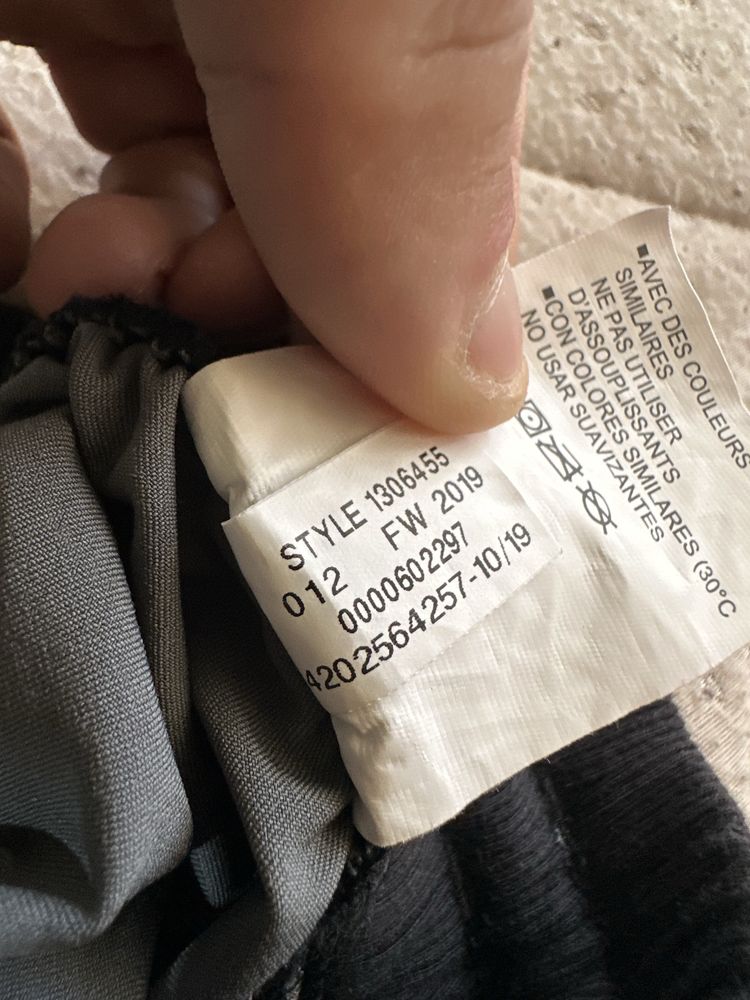 STYLE 1306455
012 FW 2019
0000602297
4202564257-10/19
■AVEC DES COULEURS
SIMILAIRES
NE PAS UTILISER
D'ASSOUPLISSANTS
■CON COLORES SIMILARES (30°C
NO USAR SUAVIZANTES